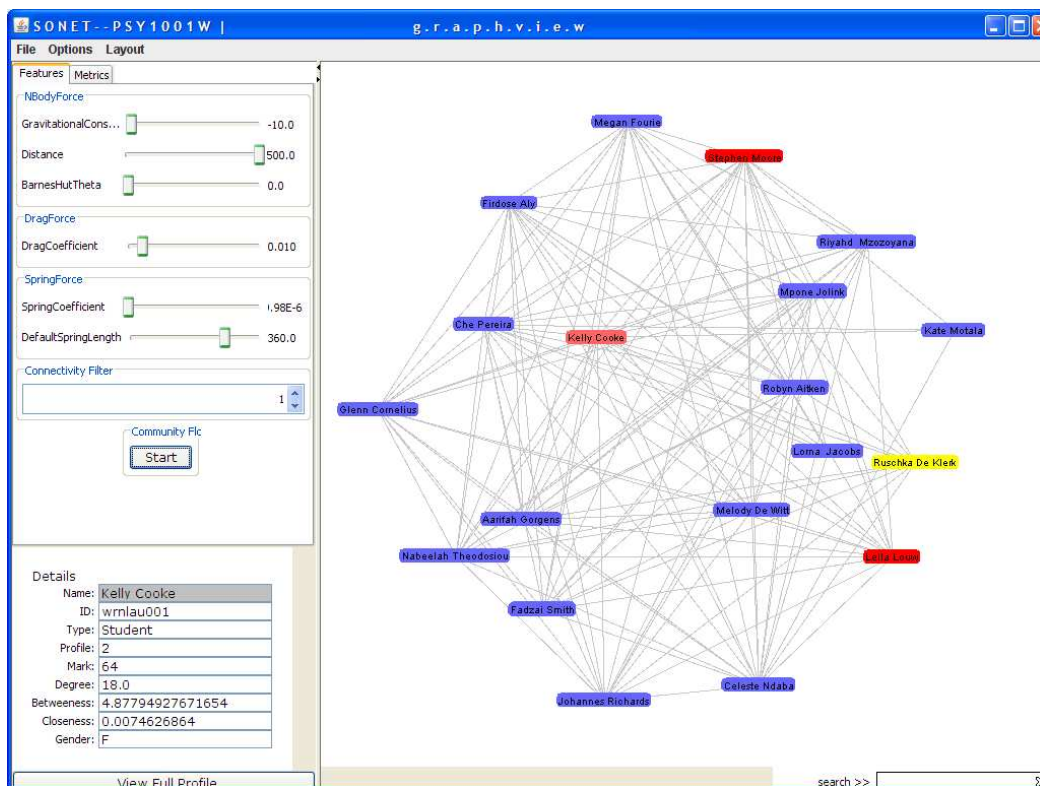 SONET--PSY1001W | g.r.a.p.h.v.i.e.w
File Options Layout
Features Metrics
NBodyForce
GravitationalCons... -10.0
Distance 500.0
BarnesHutTheta 0.0
DragForce
DragCoefficient 0.010
SpringForce
SpringCoefficient .98E-6
DefaultSpringLength 360.0
Connectivity Filter
1
Community Flc
Start
Details
Name: Kelly Cooke
ID: wrnlau001
Type: Student
Profile: 2
Mark: 64
Degree: 18.0
Betweeness: 4.87794927671654
Closeness: 0.0074626864
Gender: F
View Full Profile
Megan Fourie
Stephen Moore
Firdose Aly
Riyahd Mzozoyana
Mpone Jolink
Che Pereira
Kelly Cooke
Kate Motala
Robyn Aitken
Glenn Cornelius
Lorna Jacobs
Ruschka De Klerk
Melody De Witt
Aarifah Gorgens
Nabeelah Theodosiou
Leila Louw
Fadzai Smith
Celeste Ndaba
Johannes Richards
search >>